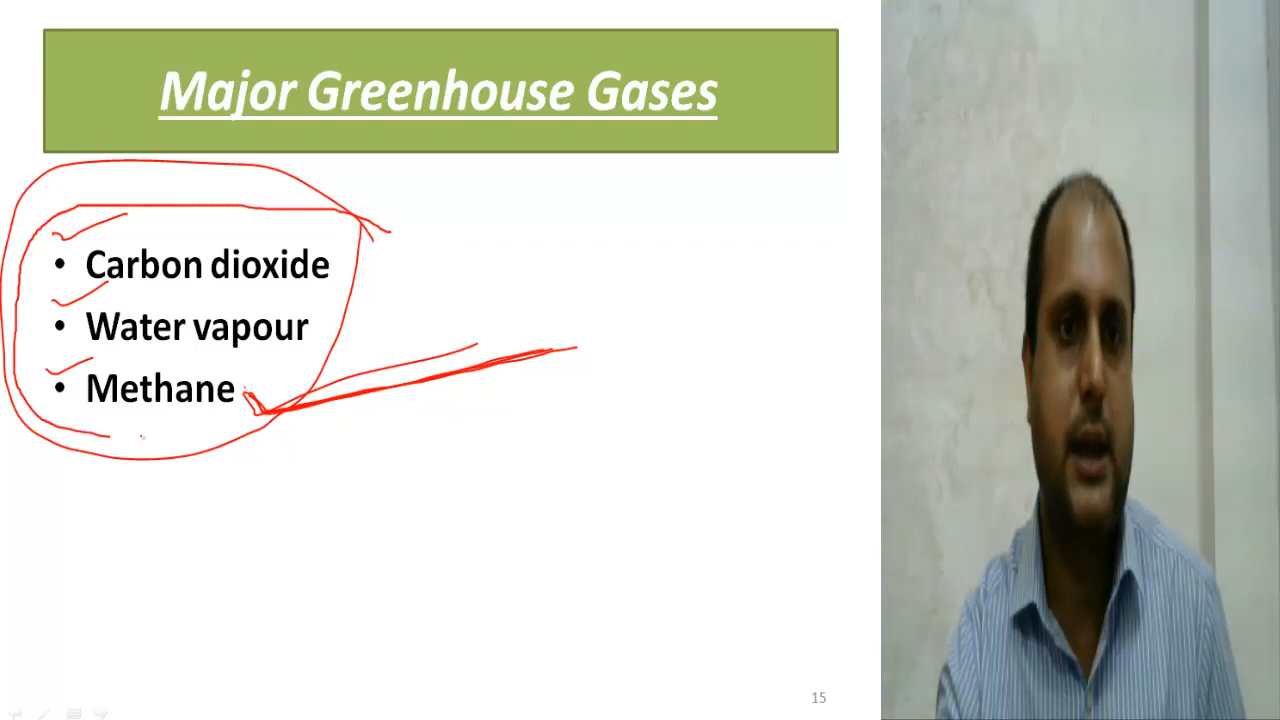 Major Greenhouse Gases
• Carbon dioxide
• Water vapour
• Methane
15